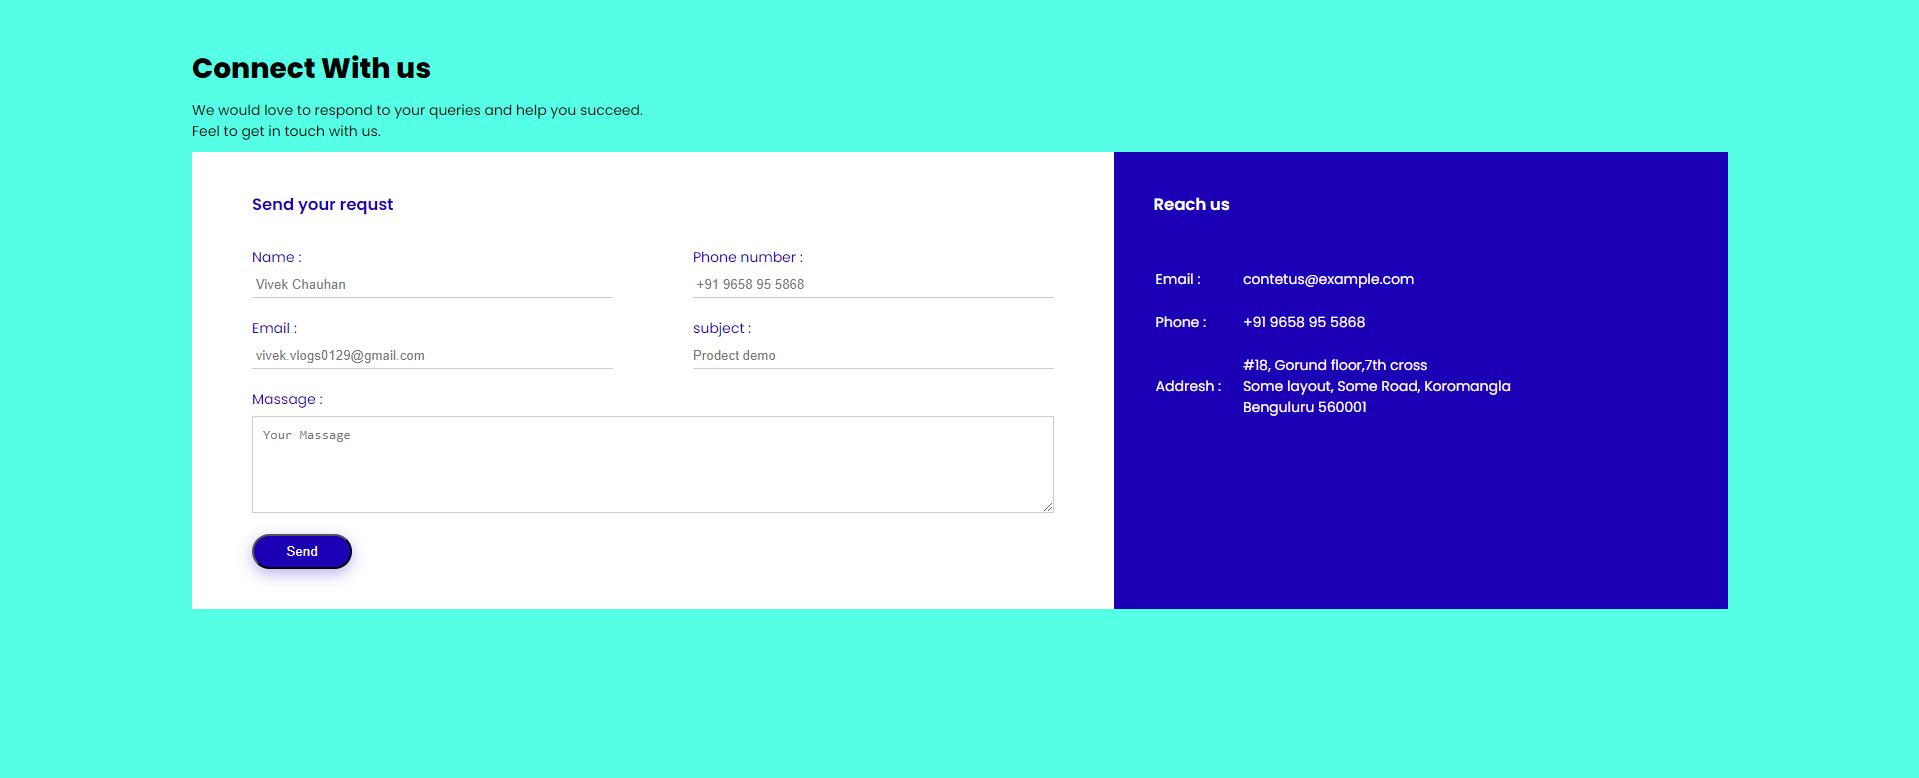 Connect With us
We would love to respond to your queries and help you succeed.
Feel to get in touch with us.
Send your requst
Name :
Vivek Chauhan
Phone number :
+91 9658 95 5868
Email :
vivek.vlogs0129@gmail.com
subject :
Prodect demo
Massage :
Your Massage
Send
Reach us
Email : contetus@example.com
Phone : +91 9658 95 5868
Addresh : #18, Gorund floor,7th cross
Some layout, Some Road, Koromangla
Benguluru 560001